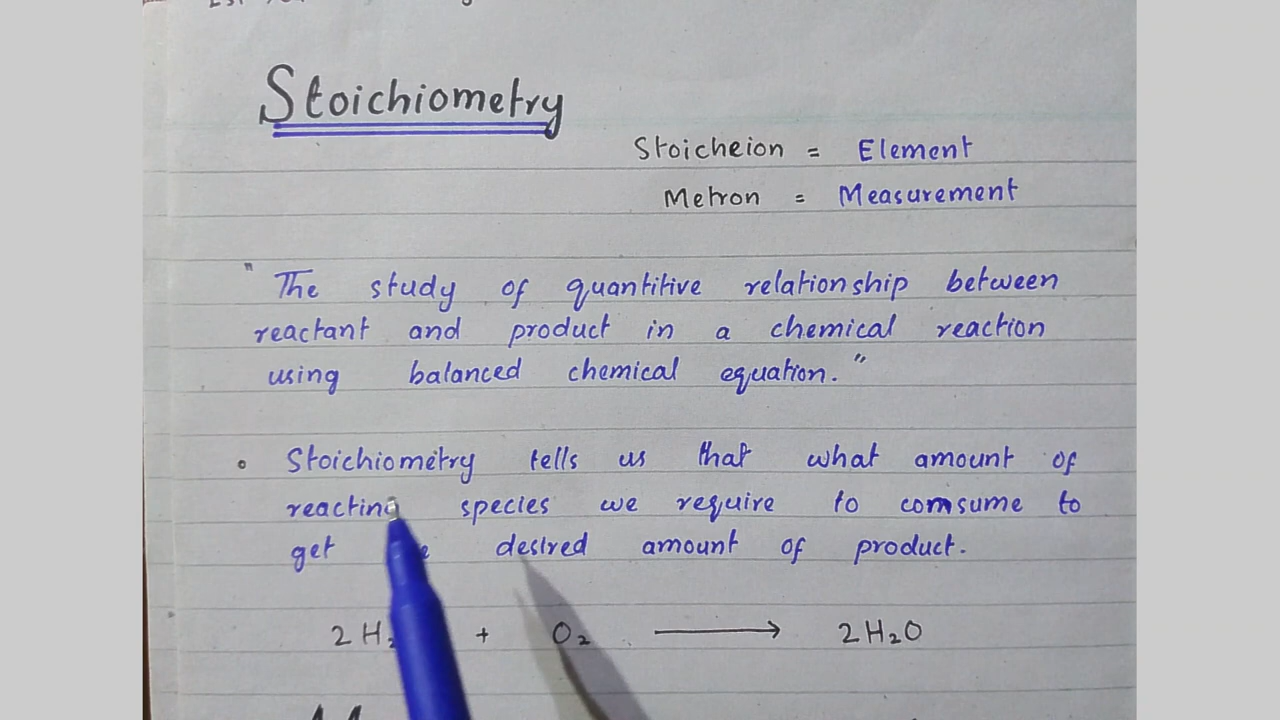 Stoichiometry
Stoicheion = Element
Metron = Measurement
" The study of quantitive relationship between
reactant and product in a chemical reaction
using balanced chemical equation."
• Stoichiometry tells us that what amount of
reacting species we require to comsume to
get desired amount of product.
2H₂ + O₂ ⟶ 2H₂O